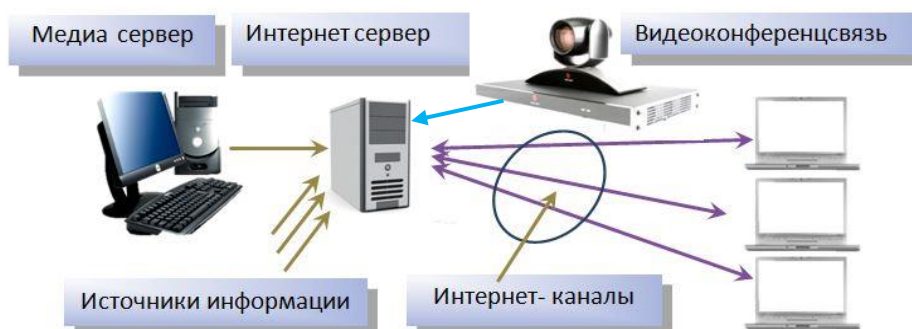 Медиа сервер
Интернет сервер
Видеоконференцсвязь
Источники информации
Интернет- каналы